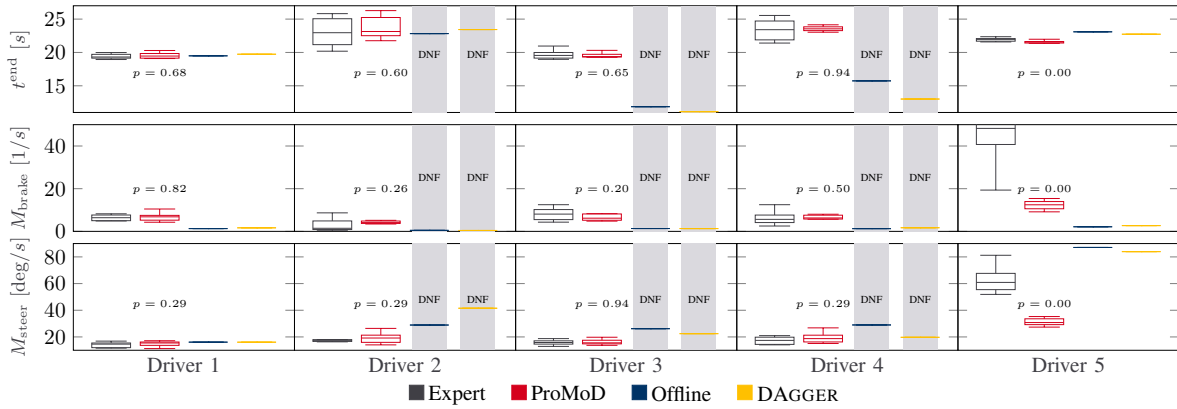 t^end [s]
25
20
15
p = 0.68
p = 0.60
DNF
DNF
p = 0.65
DNF
DNF
p = 0.94
DNF
DNF
p = 0.00
M_brake [1/s]
40
20
0
p = 0.82
p = 0.26
DNF
DNF
p = 0.20
DNF
DNF
p = 0.50
DNF
DNF
p = 0.00
M_steer [deg/s]
80
60
40
20
p = 0.29
p = 0.29
DNF
DNF
p = 0.94
DNF
DNF
p = 0.29
DNF
DNF
p = 0.00
Driver 1 Driver 2 Driver 3 Driver 4 Driver 5
Expert ProMoD Offline DAGGER